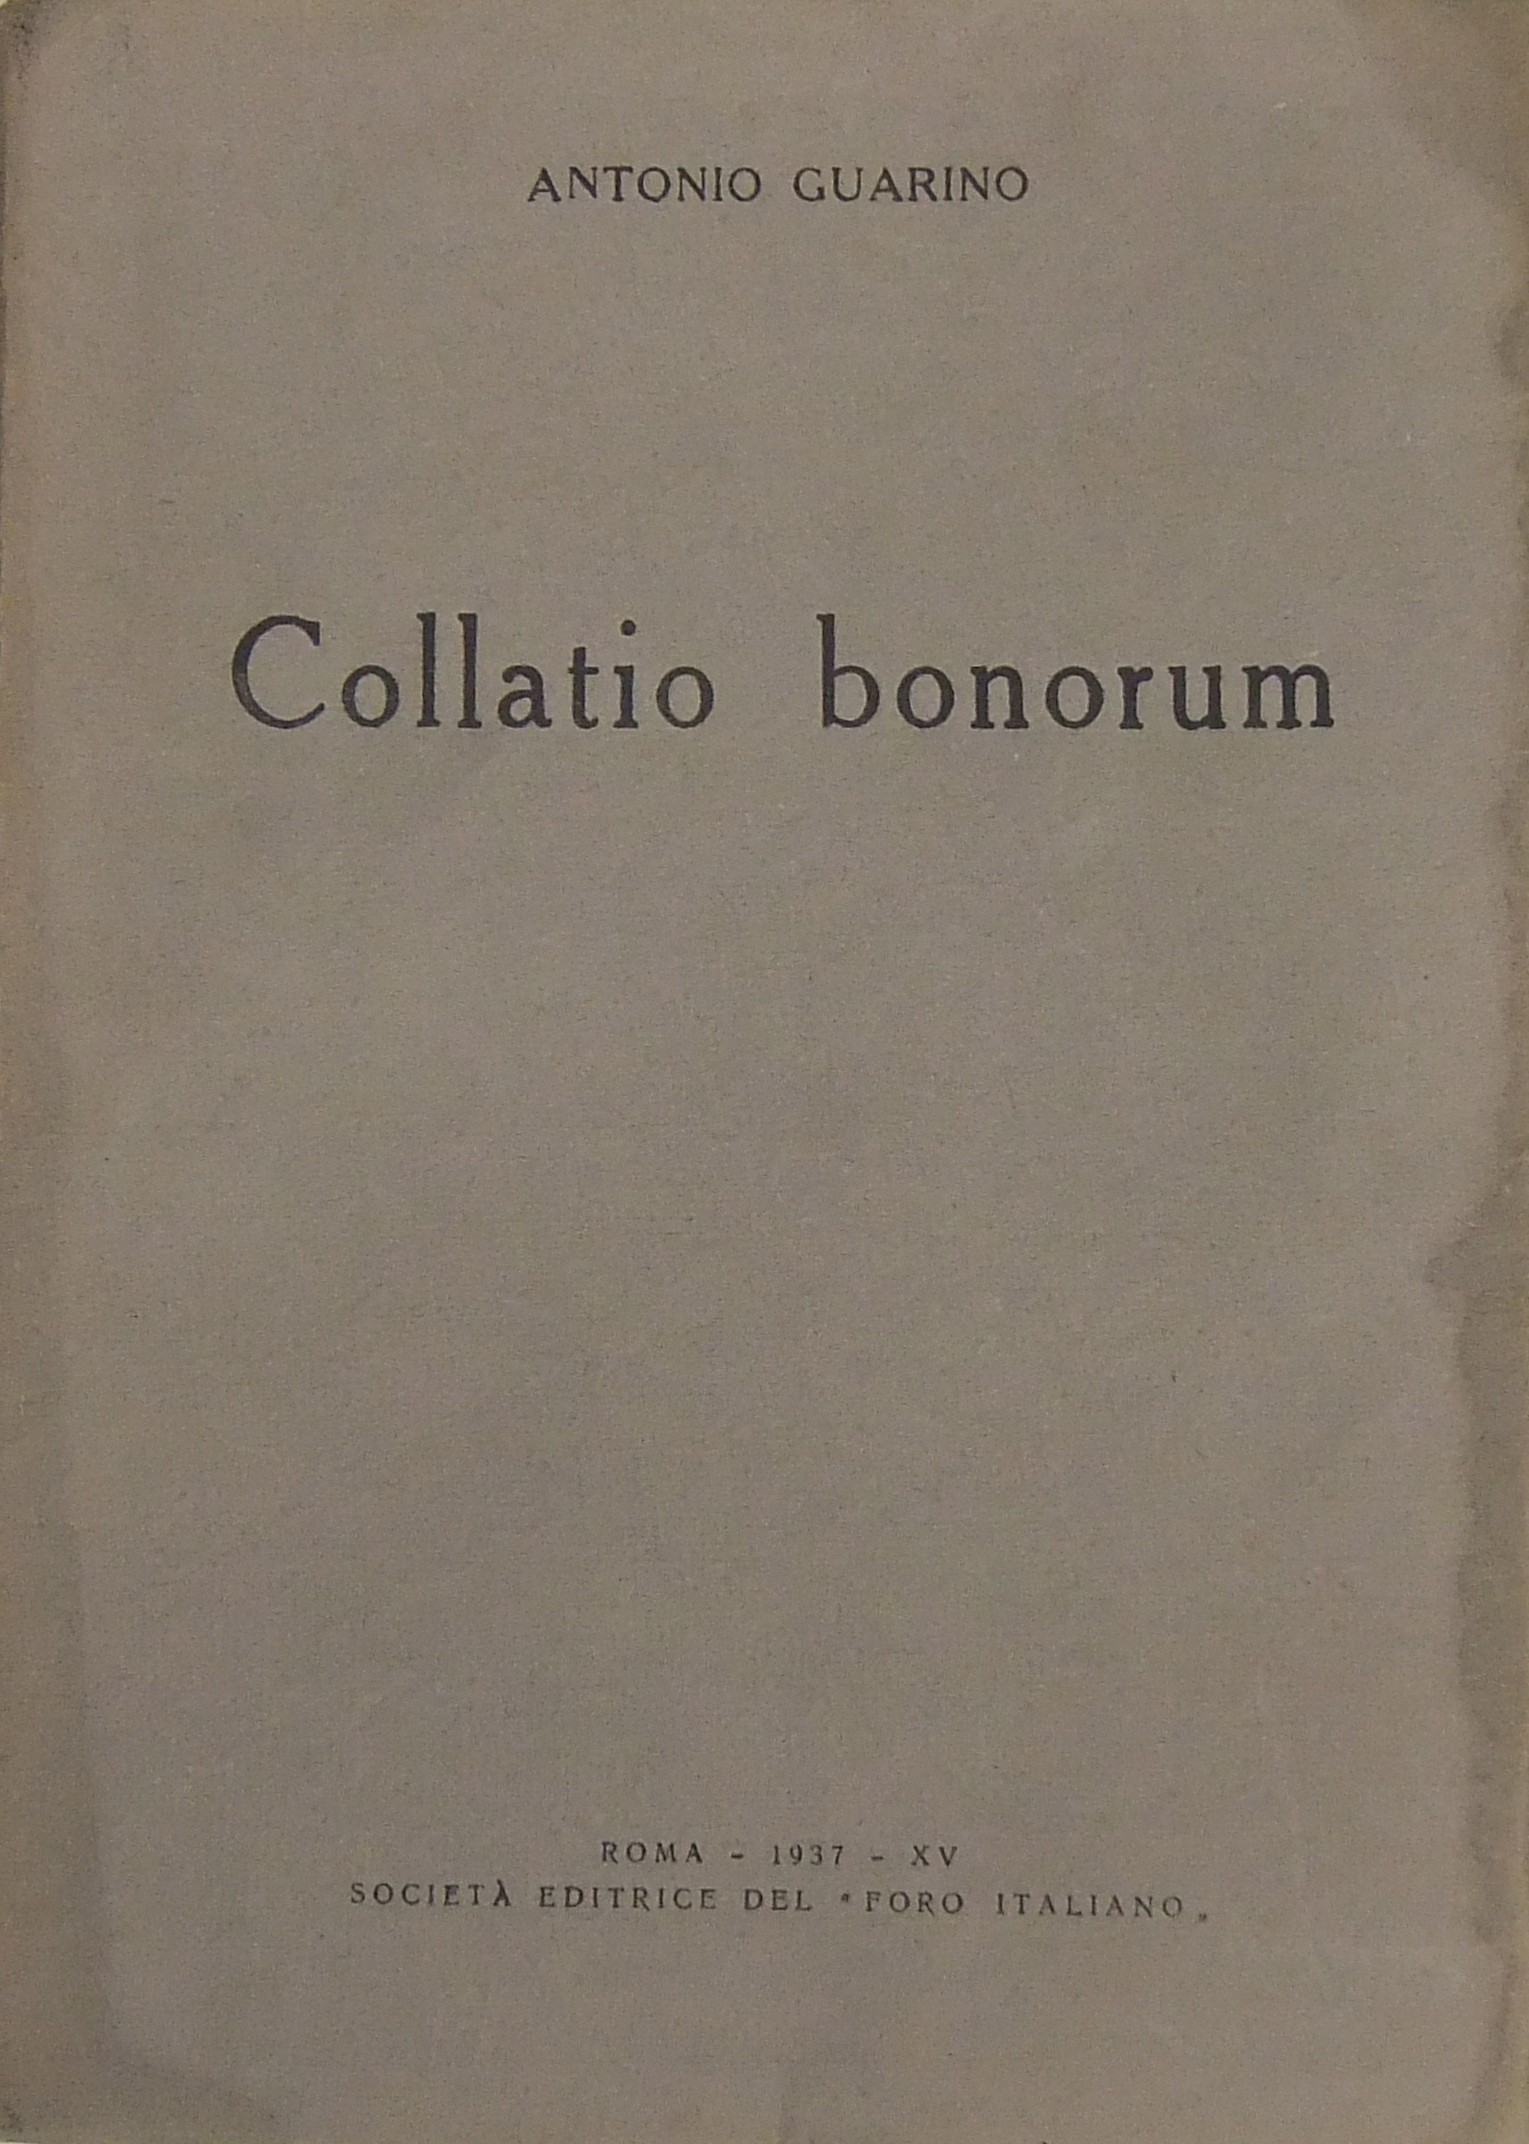 ANTONIO GUARINO
Collatio bonorum
ROMA - 1937 - XV
SOCIETÀ EDITRICE DEL "FORO ITALIANO„